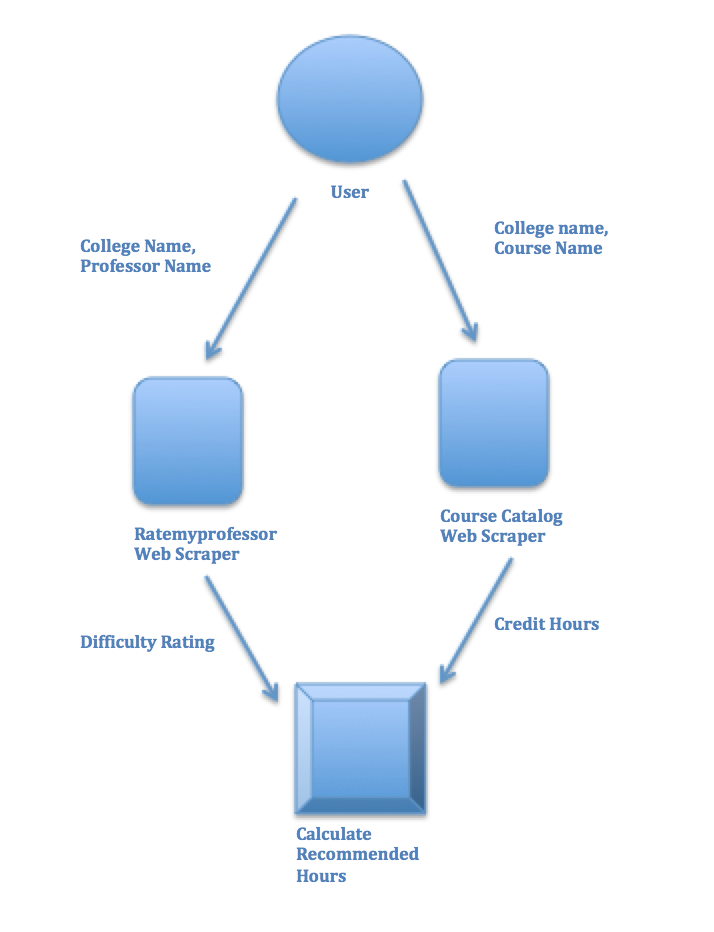 User
College Name,
Professor Name
College name,
Course Name
Ratemyprofessor
Web Scraper
Course Catalog
Web Scraper
Difficulty Rating
Credit Hours
Calculate
Recommended
Hours